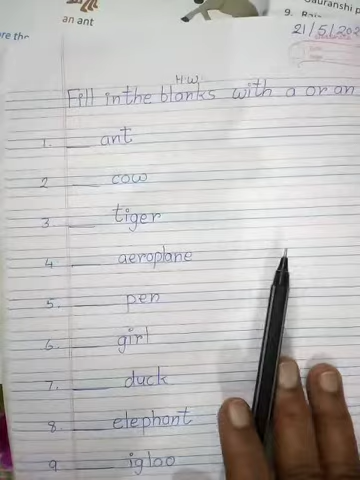 an ant
9.
21/5/202
H.W.
Fill in the blanks with a or an
1. ___ ant
2 ___ cow
3. ___ tiger
4. ___ aeroplane
5. ___ pen
6. ___ girl
7. ___ duck
8. ___ elephant
9 ___ igloo